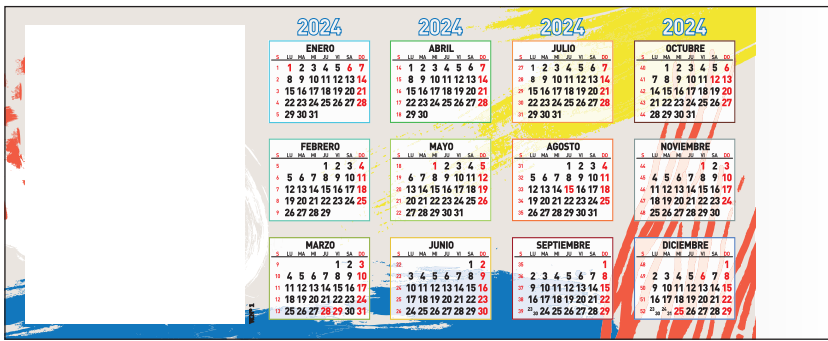 2024
ENERO
S LU MA MI JU VI SA DO
1 1 2 3 4 5 6 7
2 8 9 10 11 12 13 14
3 15 16 17 18 19 20 21
4 22 23 24 25 26 27 28
5 29 30 31
FEBRERO
S LU MA MI JU VI SA DO
5 1 2 3 4
6 5 6 7 8 9 10 11
7 12 13 14 15 16 17 18
8 19 20 21 22 23 24 25
9 26 27 28 29
MARZO
S LU MA MI JU VI SA DO
9 1 2 3
10 4 5 6 7 8 9 10
11 11 12 13 14 15 16 17
12 18 19 20 21 22 23 24
13 25 26 27 28 29 30 31
2024
ABRIL
S LU MA MI JU VI SA DO
14 1 2 3 4 5 6 7
15 8 9 10 11 12 13 14
16 15 16 17 18 19 20 21
17 22 23 24 25 26 27 28
18 29 30
MAYO
S LU MA MI JU VI SA DO
18 1 2 3 4 5
19 6 7 8 9 10 11 12
20 13 14 15 16 17 18 19
21 20 21 22 23 24 25 26
22 27 28 29 30 31
JUNIO
S LU MA MI JU VI SA DO
1 2
23 3 4 5 6 7 8 9
24 10 11 12 13 14 15 16
25 17 18 19 20 21 22 23
26 24 25 26 27 28 29 30
2024
JULIO
S LU MA MI JU VI SA DO
27 1 2 3 4 5 6 7
28 8 9 10 11 12 13 14
29 15 16 17 18 19 20 21
30 22 23 24 25 26 27 28
31 29 30 31
AGOSTO
S LU MA MI JU VI SA DO
31 1 2 3 4
32 5 6 7 8 9 10 11
33 12 13 14 15 16 17 18
34 19 20 21 22 23 24 25
35 26 27 28 29 30 31
SEPTIEMBRE
S LU MA MI JU VI SA DO
35 1
36 2 3 4 5 6 7 8
37 9 10 11 12 13 14 15
38 16 17 18 19 20 21 22
39 23 30 24 25 26 27 28 29
2024
OCTUBRE
S LU MA MI JU VI SA DO
40 1 2 3 4 5 6
41 7 8 9 10 11 12 13
42 14 15 16 17 18 19 20
43 21 22 23 24 25 26 27
44 28 29 30 31
NOVIEMBRE
S LU MA MI JU VI SA DO
44 1 2 3
45 4 5 6 7 8 9 10
46 11 12 13 14 15 16 17
47 18 19 20 21 22 23 24
48 25 26 27 28 29 30
DICIEMBRE
S LU MA MI JU VI SA DO
48 1
49 2 3 4 5 6 7 8
50 9 10 11 12 13 14 15
51 16 17 18 19 20 21 22
52 23 30 24 31 25 26 27 28 29